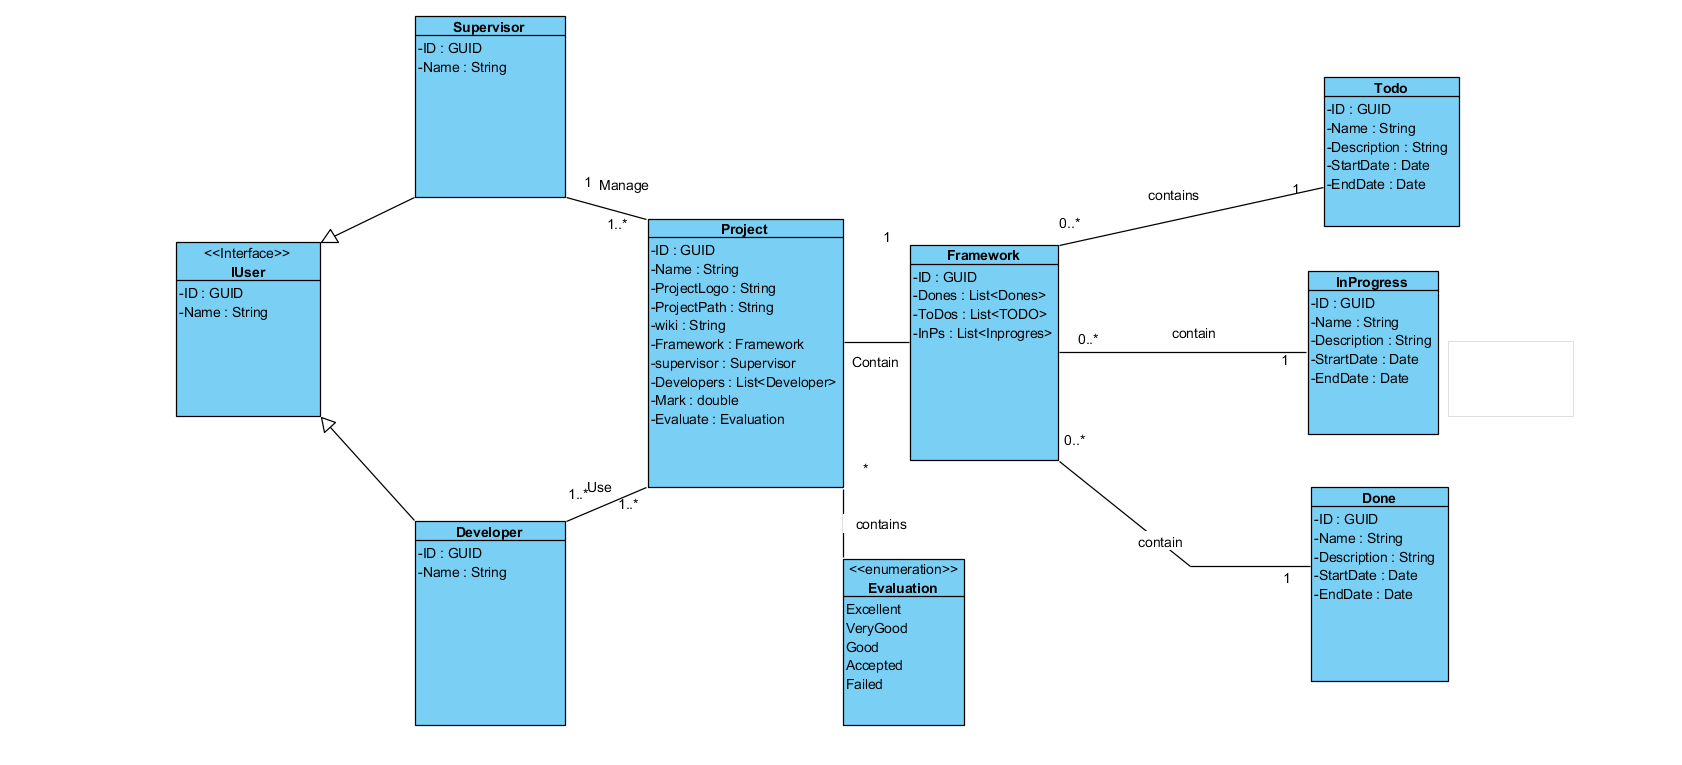 Supervisor
-ID : GUID
-Name : String
1 Manage
1..*
<<Interface>>
IUser
-ID : GUID
-Name : String
Developer
-ID : GUID
-Name : String
1..*
Use
1..*
Project
-ID : GUID
-Name : String
-ProjectLogo : String
-ProjectPath : String
-wiki : String
-Framework : Framework
-supervisor : Supervisor
-Developers : List<Developer>
-Mark : double
-Evaluate : Evaluation
1
Contain
*
contains
<<enumeration>>
Evaluation
Excellent
VeryGood
Good
Accepted
Failed
Framework
-ID : GUID
-Dones : List<Dones>
-ToDos : List<TODO>
-InPs : List<Inprogres>
0..*
contains
1
Todo
-ID : GUID
-Name : String
-Description : String
-StartDate : Date
-EndDate : Date
0..*
contain
1
InProgress
-ID : GUID
-Name : String
-Description : String
-StrartDate : Date
-EndDate : Date
0..*
contain
1
Done
-ID : GUID
-Name : String
-Description : String
-StartDate : Date
-EndDate : Date